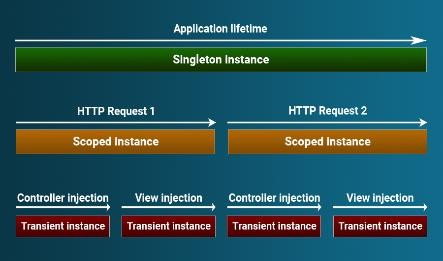 Application lifetime
Singleton Instance
HTTP Request 1 HTTP Request 2
Scoped Instance Scoped Instance
Controller injection View injection Controller injection View injection
Transient instance Transient instance Transient instance Transient instance